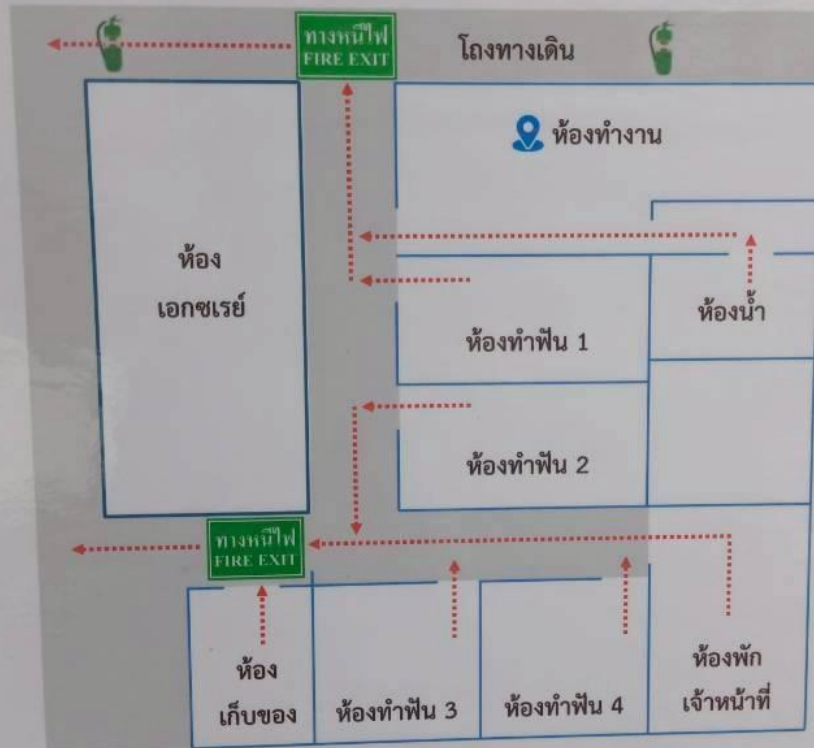 ทางหนีไฟ
FIRE EXIT
โถงทางเดิน
ห้องทำงาน
ห้อง
เอกซเรย์
ห้องน้ำ
ห้องทำฟัน 1
ห้องทำฟัน 2
ทางหนีไฟ
FIRE EXIT
ห้อง
เก็บของ
ห้องทำฟัน 3
ห้องทำฟัน 4
ห้องพัก
เจ้าหน้าที่